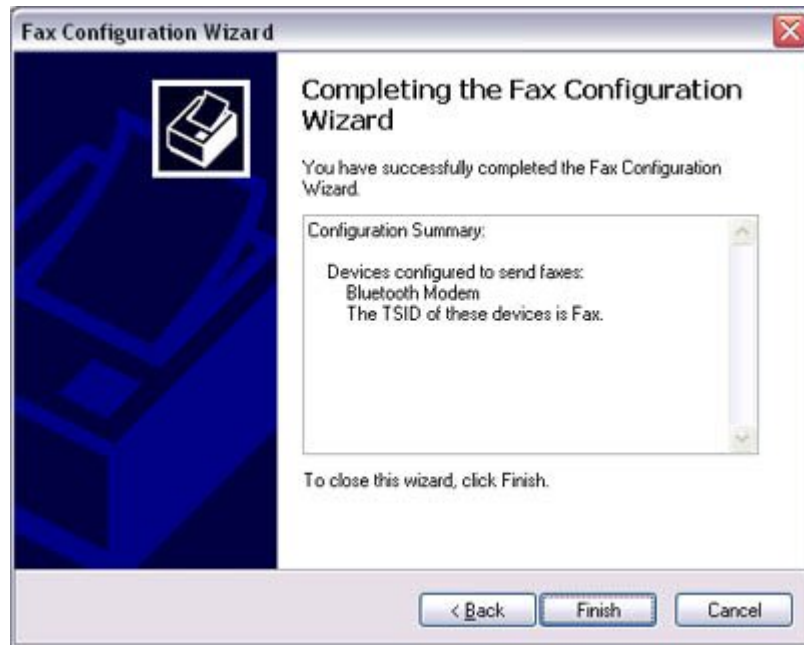 Fax Configuration Wizard
Completing the Fax Configuration
Wizard
You have successfully completed the Fax Configuration
Wizard.
Configuration Summary:
Devices configured to send faxes:
Bluetooth Modem
The TSID of these devices is Fax.
To close this wizard, click Finish.
< Back
Finish
Cancel